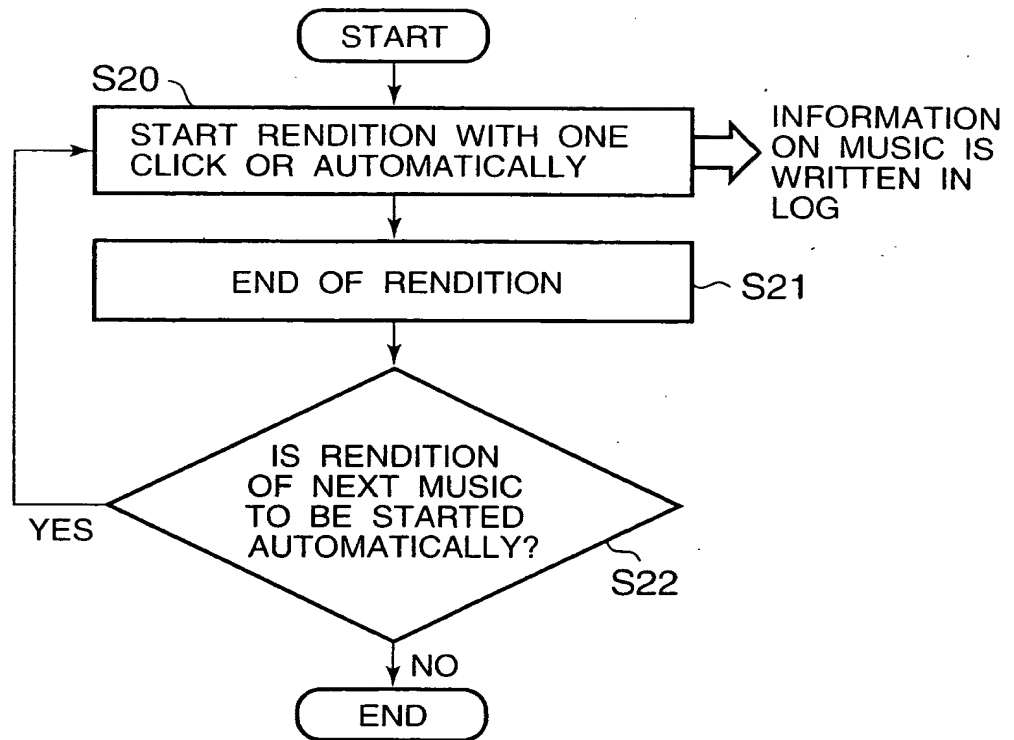 START
S20
START RENDITION WITH ONE
CLICK OR AUTOMATICALLY
INFORMATION
ON MUSIC IS
WRITTEN IN
LOG
END OF RENDITION
S21
IS RENDITION
OF NEXT MUSIC
TO BE STARTED
AUTOMATICALLY?
YES
S22
NO
END